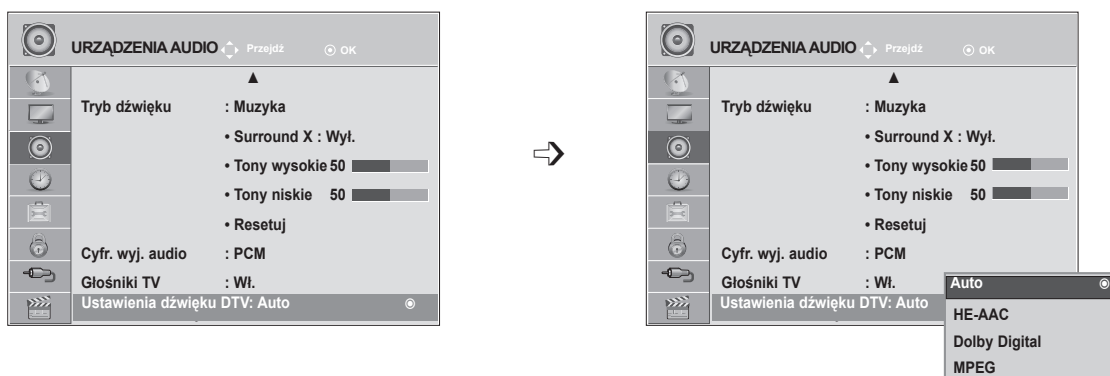 URZĄDZENIA AUDIO Przejdź OK
▲
Tryb dźwięku : Muzyka
• Surround X : Wył.
• Tony wysokie 50
• Tony niskie 50
• Resetuj
Cyfr. wyj. audio : PCM
Głośniki TV : Wł.
Ustawienia dźwięku DTV: Auto
URZĄDZENIA AUDIO Przejdź OK
▲
Tryb dźwięku : Muzyka
• Surround X : Wył.
• Tony wysokie 50
• Tony niskie 50
• Resetuj
Cyfr. wyj. audio : PCM
Głośniki TV : Wł.
Ustawienia dźwięku DTV: Auto
Auto
HE-AAC
Dolby Digital
MPEG